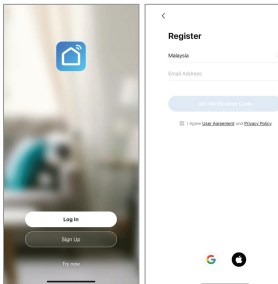 Log In
Sign Up
Try now
Register
Malaysia
Email Address
Get Verification Code
I Agree User Agreement and Privacy Policy